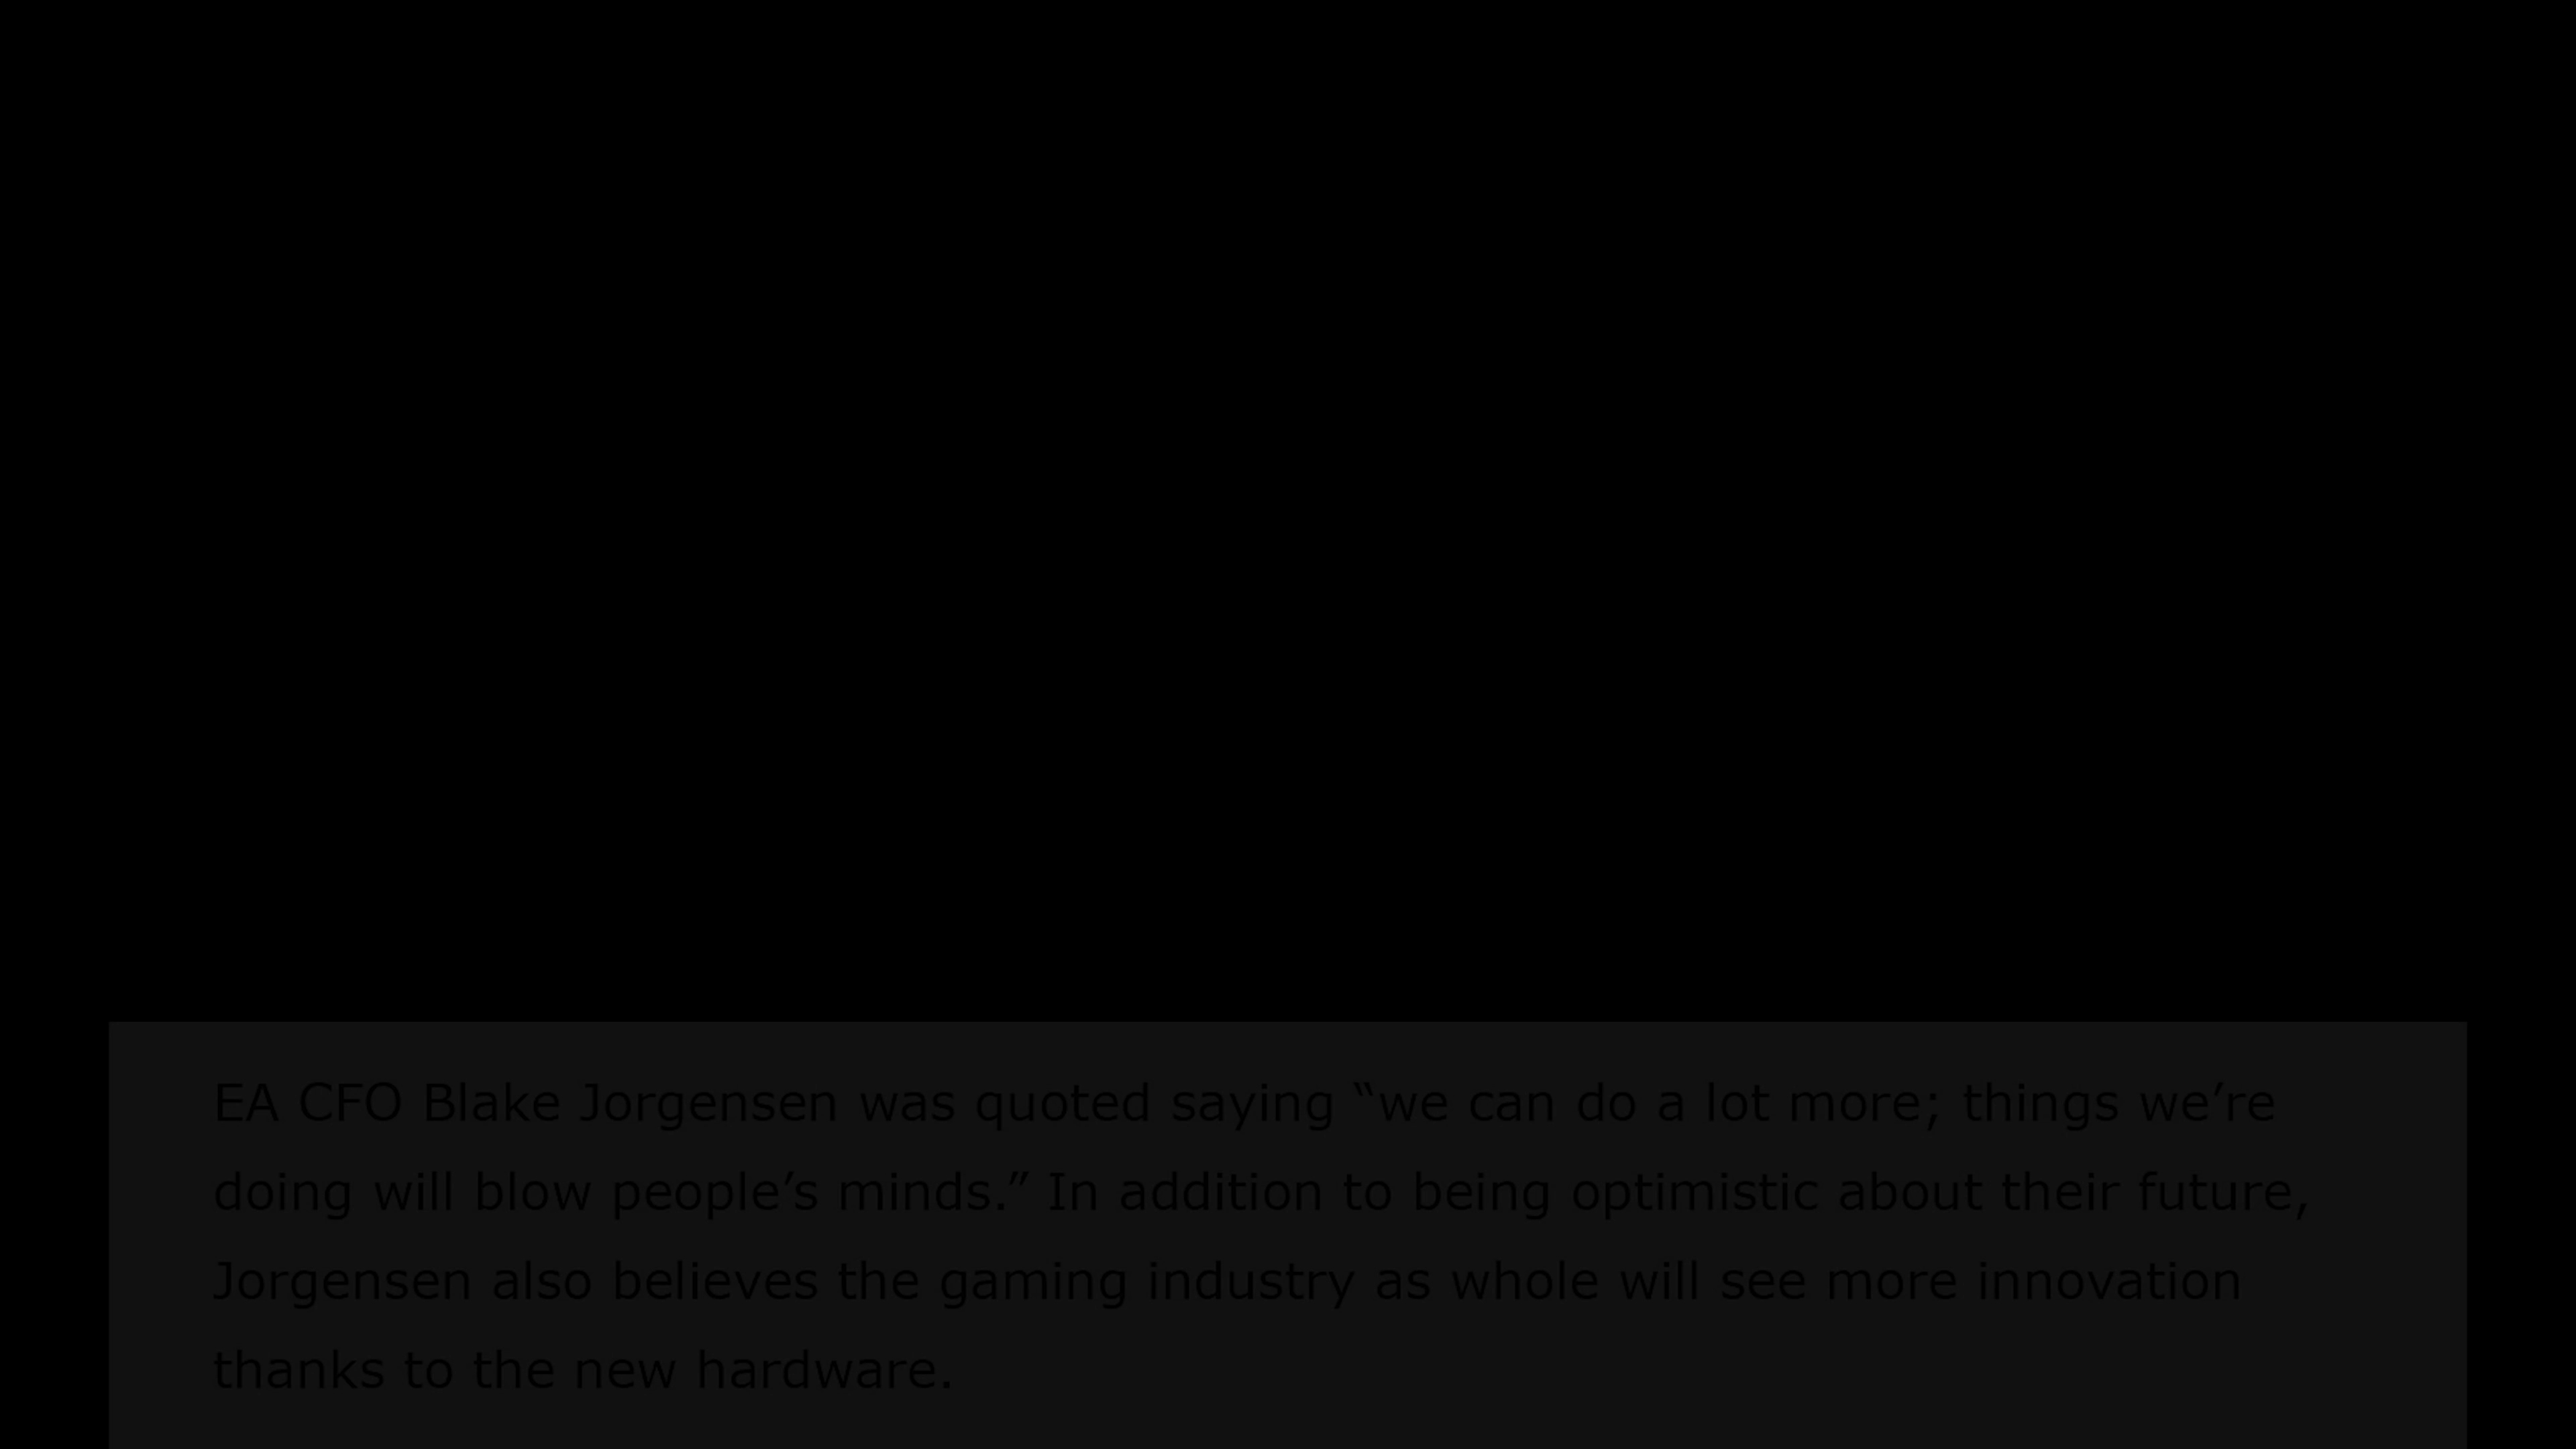 EA CFO Blake Jorgensen was quoted saying “we can do a lot more; things we’re
doing will blow people’s minds.” In addition to being optimistic about their future,
Jorgensen also believes the gaming industry as whole will see more innovation
thanks to the new hardware.